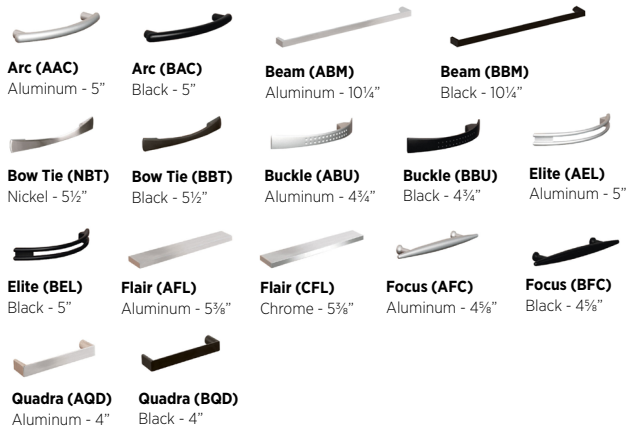 Arc (AAC)
Aluminum - 5”
Arc (BAC)
Black - 5”
Beam (ABM)
Aluminum - 10¼”
Beam (BBM)
Black - 10¼”
Bow Tie (NBT)
Nickel - 5½”
Bow Tie (BBT)
Black - 5½”
Buckle (ABU)
Aluminum - 4¾”
Buckle (BBU)
Black - 4¾”
Elite (AEL)
Aluminum - 5”
Elite (BEL)
Black - 5”
Flair (AFL)
Aluminum - 5⅜”
Flair (CFL)
Chrome - 5⅜”
Focus (AFC)
Aluminum - 4⅝”
Focus (BFC)
Black - 4⅝”
Quadra (AQD)
Aluminum - 4”
Quadra (BQD)
Black - 4”